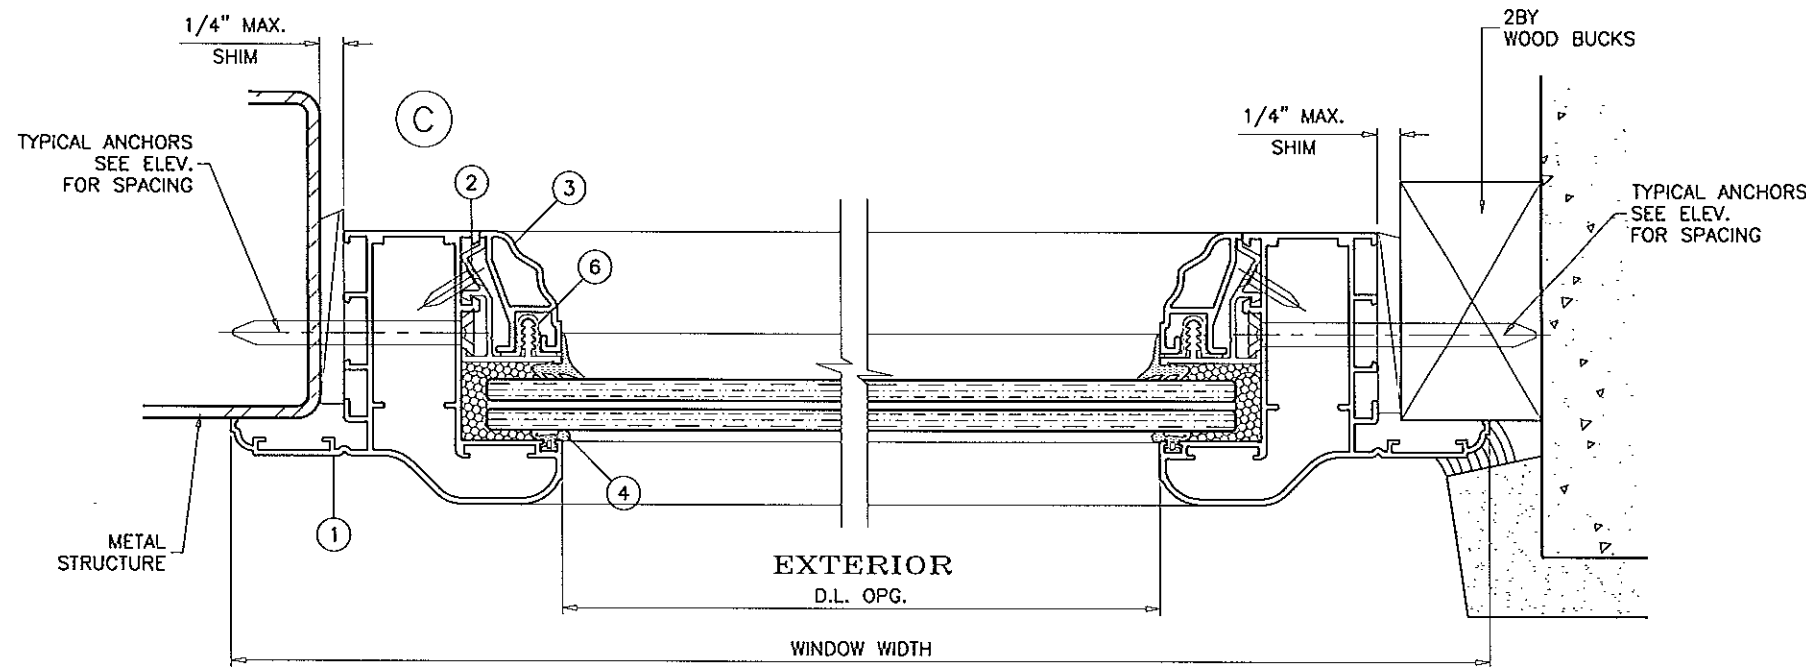 1/4" MAX.
SHIM
2BY
WOOD BUCKS
C
1/4" MAX.
SHIM
TYPICAL ANCHORS
SEE ELEV.
FOR SPACING
2
3
TYPICAL ANCHORS
SEE ELEV.
FOR SPACING
6
4
1
METAL
STRUCTURE
EXTERIOR
D.L. OPG.
WINDOW WIDTH